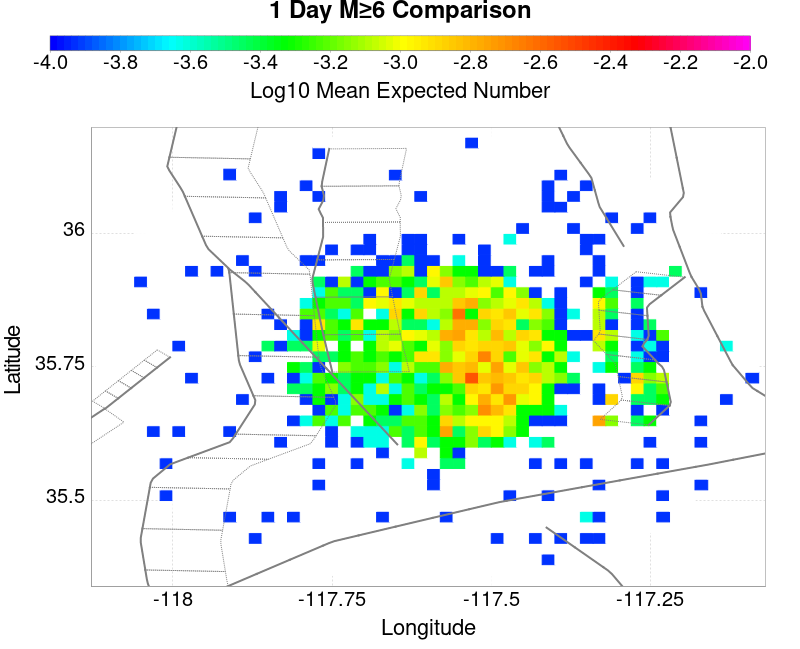 1 Day M≥6 Comparison
-4.0 -3.8 -3.6 -3.4 -3.2 -3.0 -2.8 -2.6 -2.4 -2.2 -2.0
Log10 Mean Expected Number
36
35.75
35.5
Latitude
-118 -117.75 -117.5 -117.25
Longitude